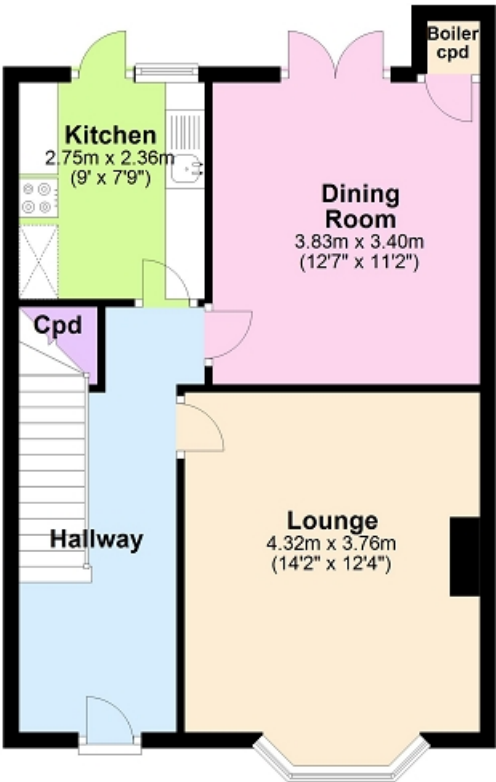 Boiler
cpd
Kitchen
2.75m x 2.36m
(9' x 7'9")
Dining
Room
3.83m x 3.40m
(12'7" x 11'2")
Cpd
Lounge
4.32m x 3.76m
(14'2" x 12'4")
Hallway